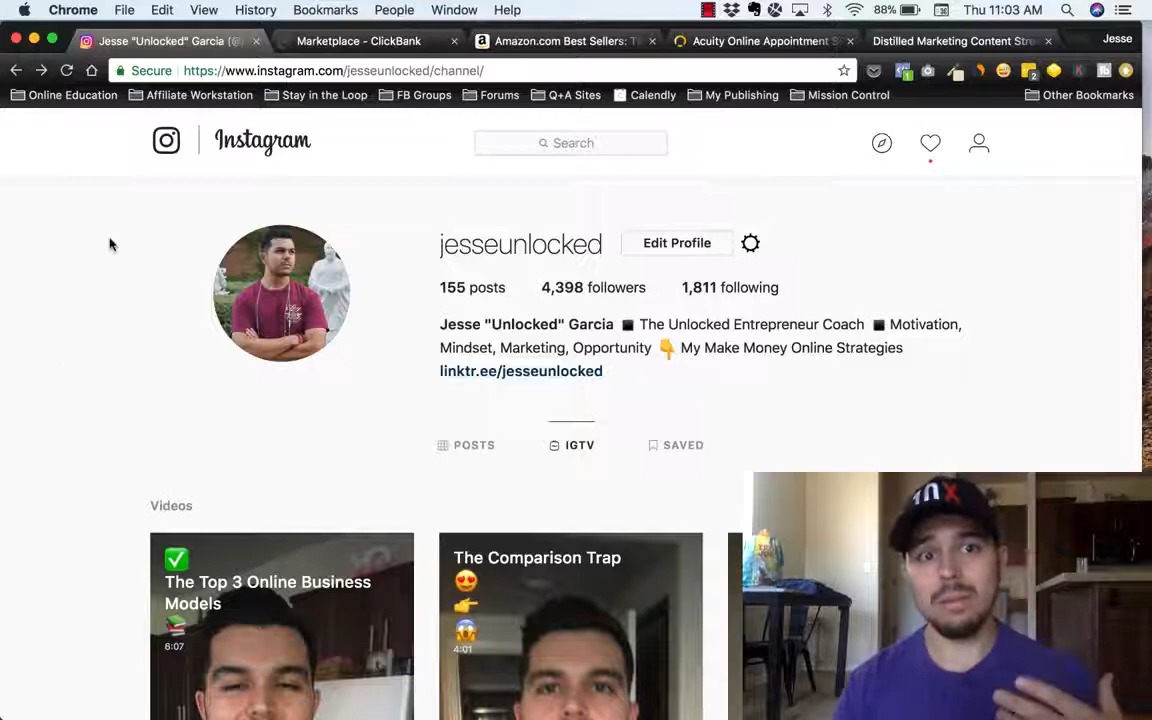 Chrome File Edit View History Bookmarks People Window Help 88% Thu 11:03 AM
Jesse "Unlocked" Garcia (@ Marketplace - ClickBank Amazon.com Best Sellers: T Acuity Online Appointment S Distilled Marketing Content Stre Jesse
Secure https://www.instagram.com/jesseunlocked/channel/
Online Education Affiliate Workstation Stay in the Loop FB Groups Forums Q+A Sites Calendly My Publishing Mission Control Other Bookmarks
Instagram Search
jesseunlocked Edit Profile
155 posts 4,398 followers 1,811 following
Jesse "Unlocked" Garcia ◾ The Unlocked Entrepreneur Coach ◾ Motivation,
Mindset, Marketing, Opportunity 👇 My Make Money Online Strategies
linktr.ee/jesseunlocked
POSTS IGTV SAVED
Videos
✅
The Top 3 Online Business
Models
📚
6:07
The Comparison Trap
😍
👉
😱
4:01